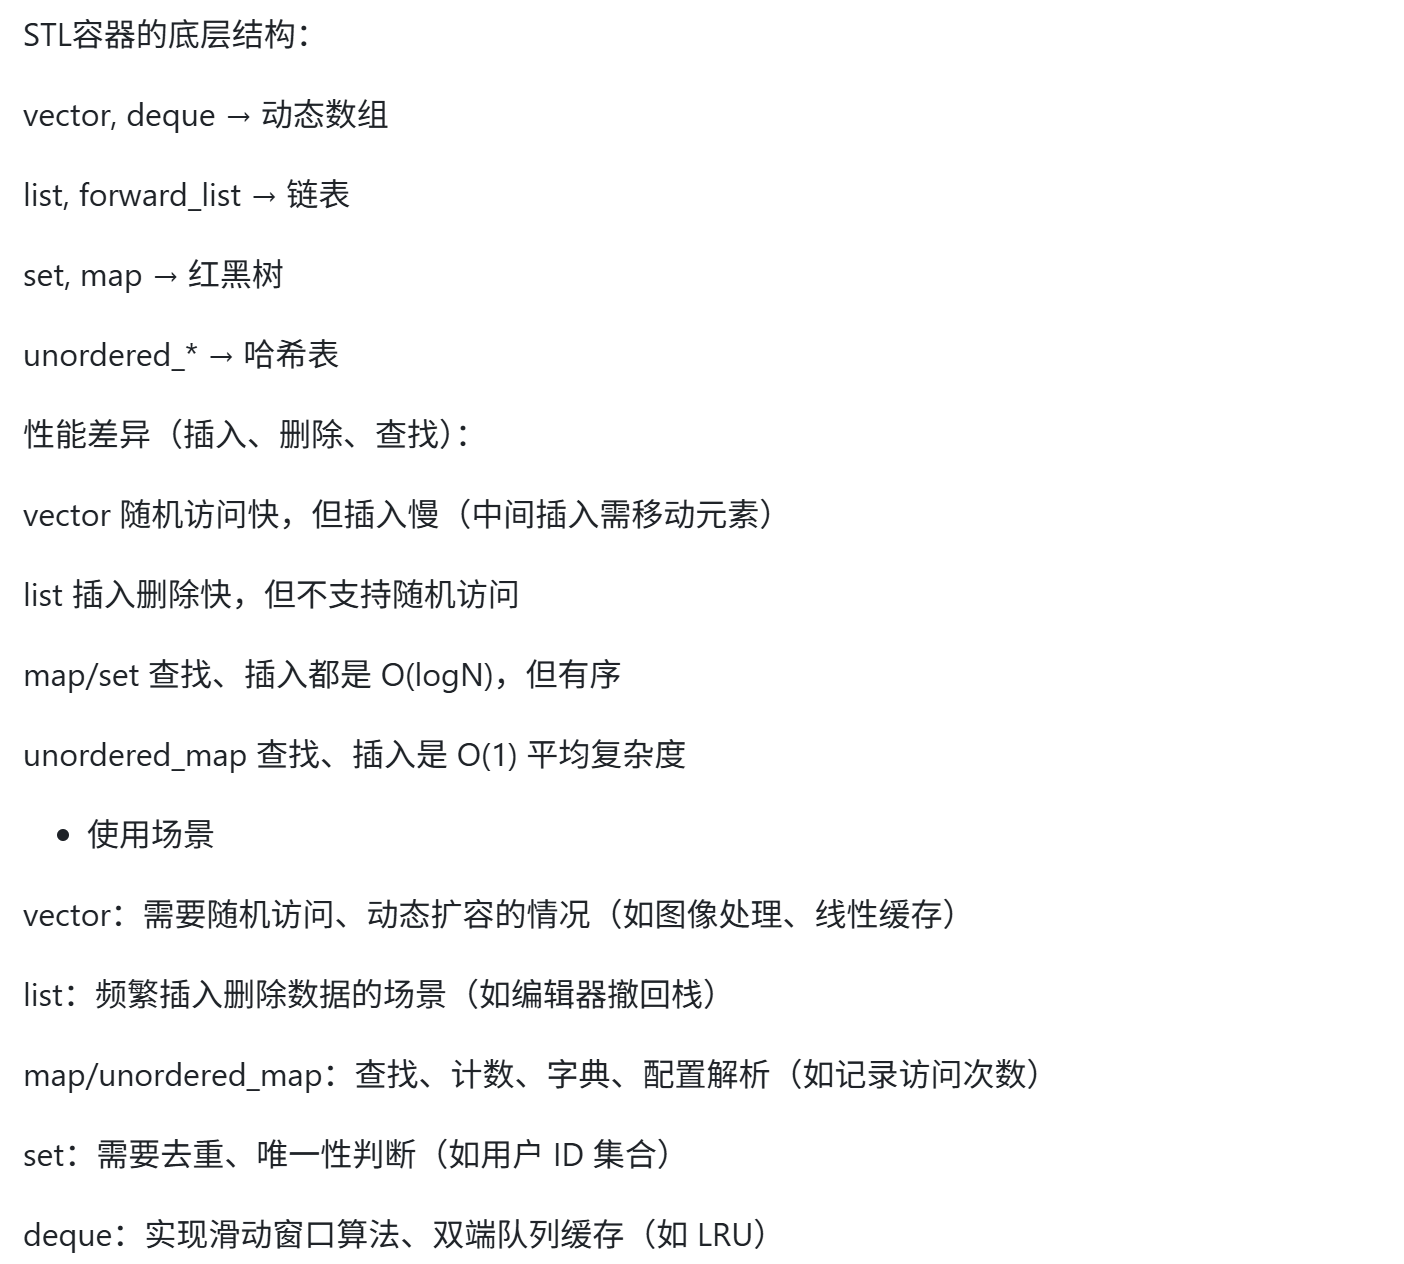 STL容器的底层结构：
vector, deque → 动态数组
list, forward_list → 链表
set, map → 红黑树
unordered_* → 哈希表
性能差异（插入、删除、查找）：
vector 随机访问快，但插入慢（中间插入需移动元素）
list 插入删除快，但不支持随机访问
map/set 查找、插入都是 O(logN)，但有序
unordered_map 查找、插入是 O(1) 平均复杂度
• 使用场景
vector：需要随机访问、动态扩容的情况（如图像处理、线性缓存）
list：频繁插入删除数据的场景（如编辑器撤回栈）
map/unordered_map：查找、计数、字典、配置解析（如记录访问次数）
set：需要去重、唯一性判断（如用户 ID 集合）
deque：实现滑动窗口算法、双端队列缓存（如 LRU）